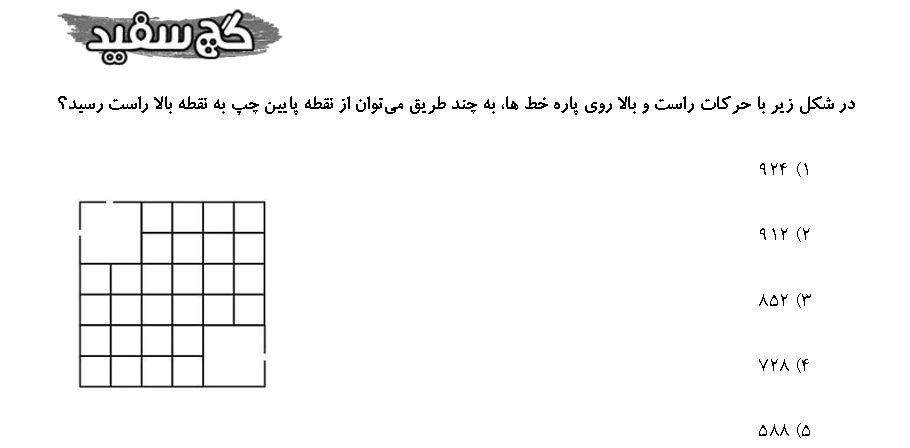 گچ سفید
در شکل زیر با حرکات راست و بالا روی پاره خط ها، به چند طریق می‌توان از نقطه پایین چپ به نقطه بالا راست رسید؟
۱) ۹۲۴
۲) ۹۱۲
۳) ۸۵۲
۴) ۷۲۸
۵) ۵۸۸